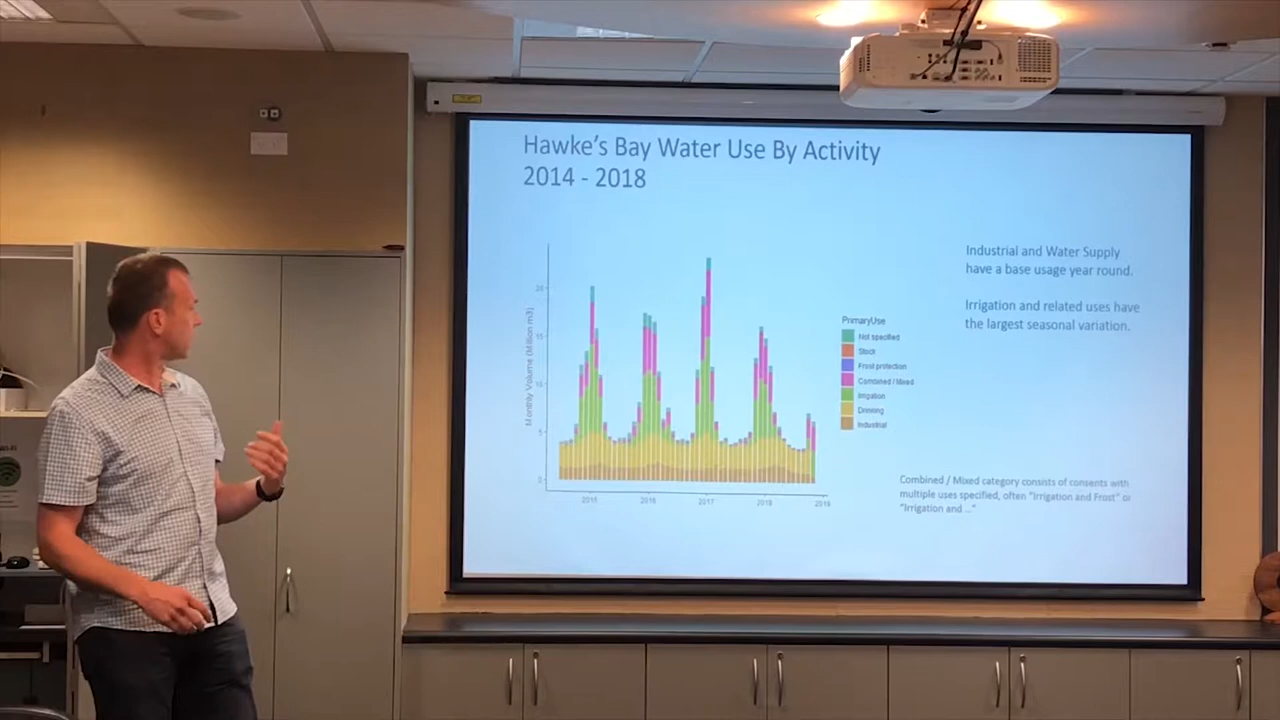 Hawke's Bay Water Use By Activity
2014 - 2018
Industrial and Water Supply
have a base usage year round.
Irrigation and related uses have
the largest seasonal variation.
Monthly Volume (Million m3)
20
15
10
5
0
2015
2016
2017
2018
2019
PrimaryUse
Not specified
Stock
Frost protection
Combined / Mixed
Irrigation
Drinking
Industrial
Combined / Mixed category consists of consents with
multiple uses specified, often "Irrigation and Frost" or
"Irrigation and ..."